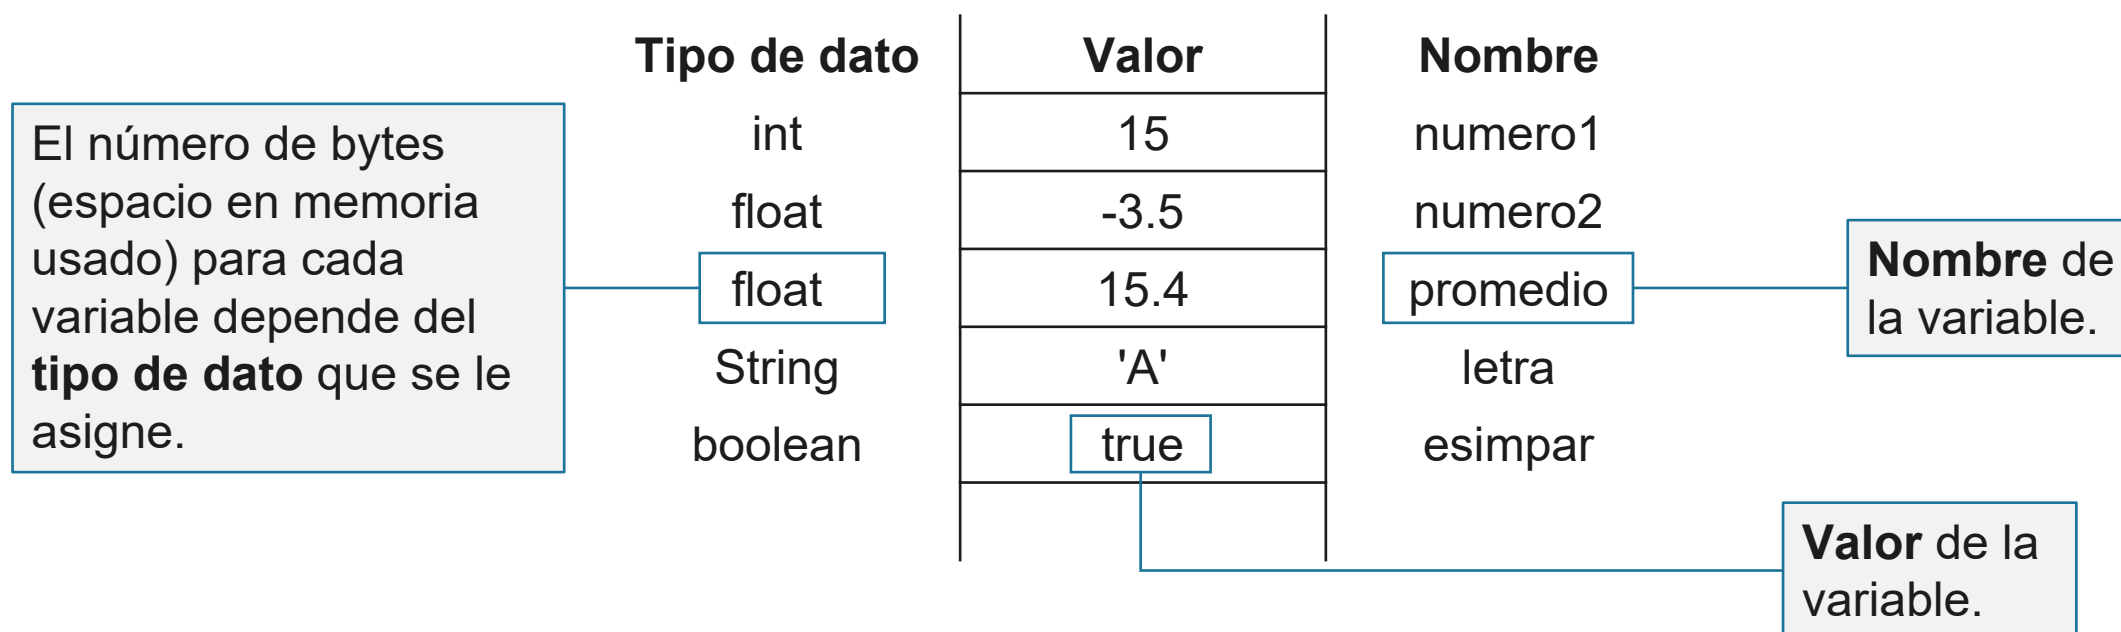 Tipo de dato Valor Nombre
int 15 numero1
float -3.5 numero2
float 15.4 promedio
String 'A' letra
boolean true esimpar
El número de bytes
(espacio en memoria
usado) para cada
variable depende del
tipo de dato que se le
asigne.
Nombre de
la variable.
Valor de la
variable.